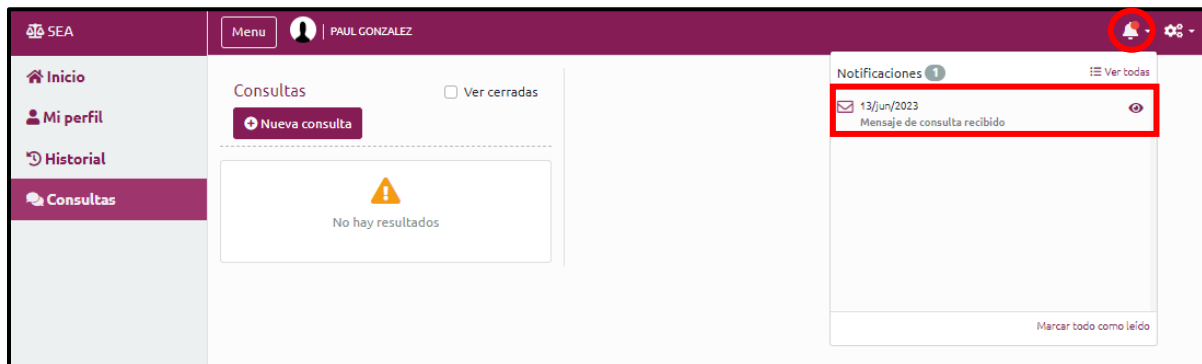 SEA
Menu
| PAUL GONZALEZ
Inicio
Mi perfil
Historial
Consultas
Consultas
Ver cerradas
Nueva consulta
No hay resultados
Notificaciones 1
Ver todas
13/jun/2023
Mensaje de consulta recibido
Marcar todo como leído